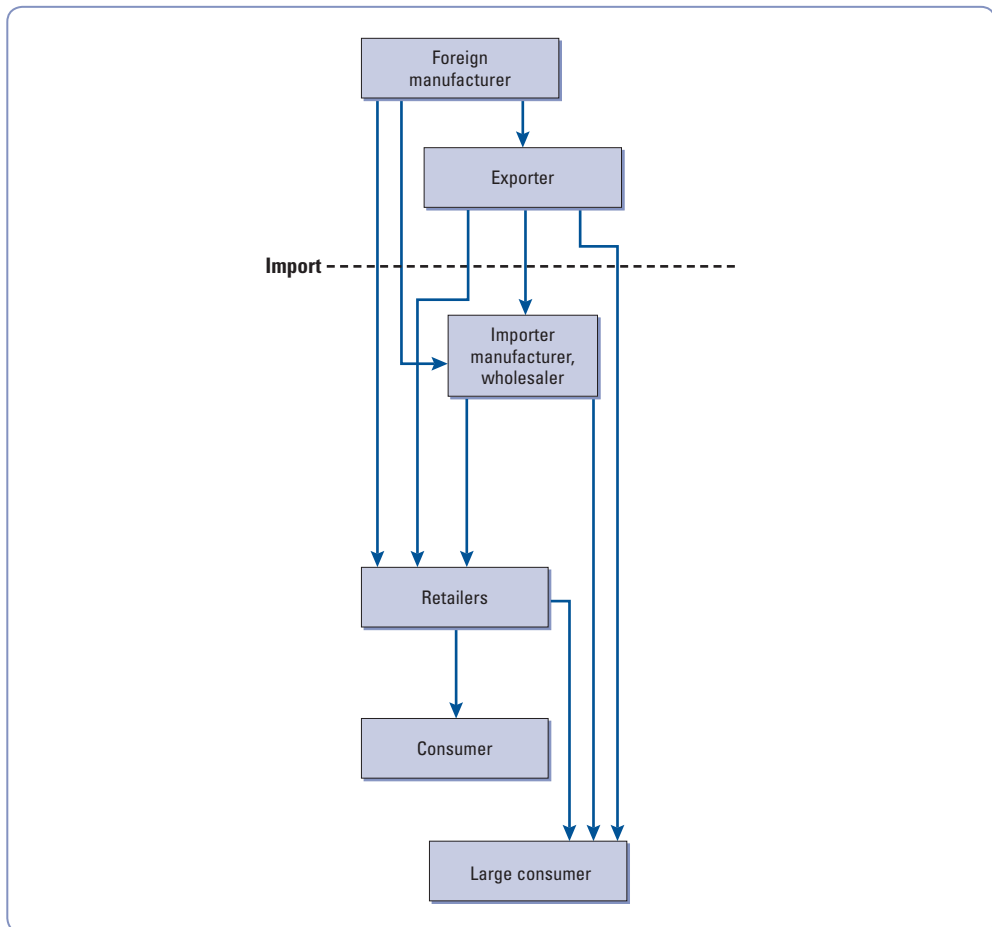 Foreign
manufacturer
Exporter
Import
Importer
manufacturer,
wholesaler
Retailers
Consumer
Large consumer